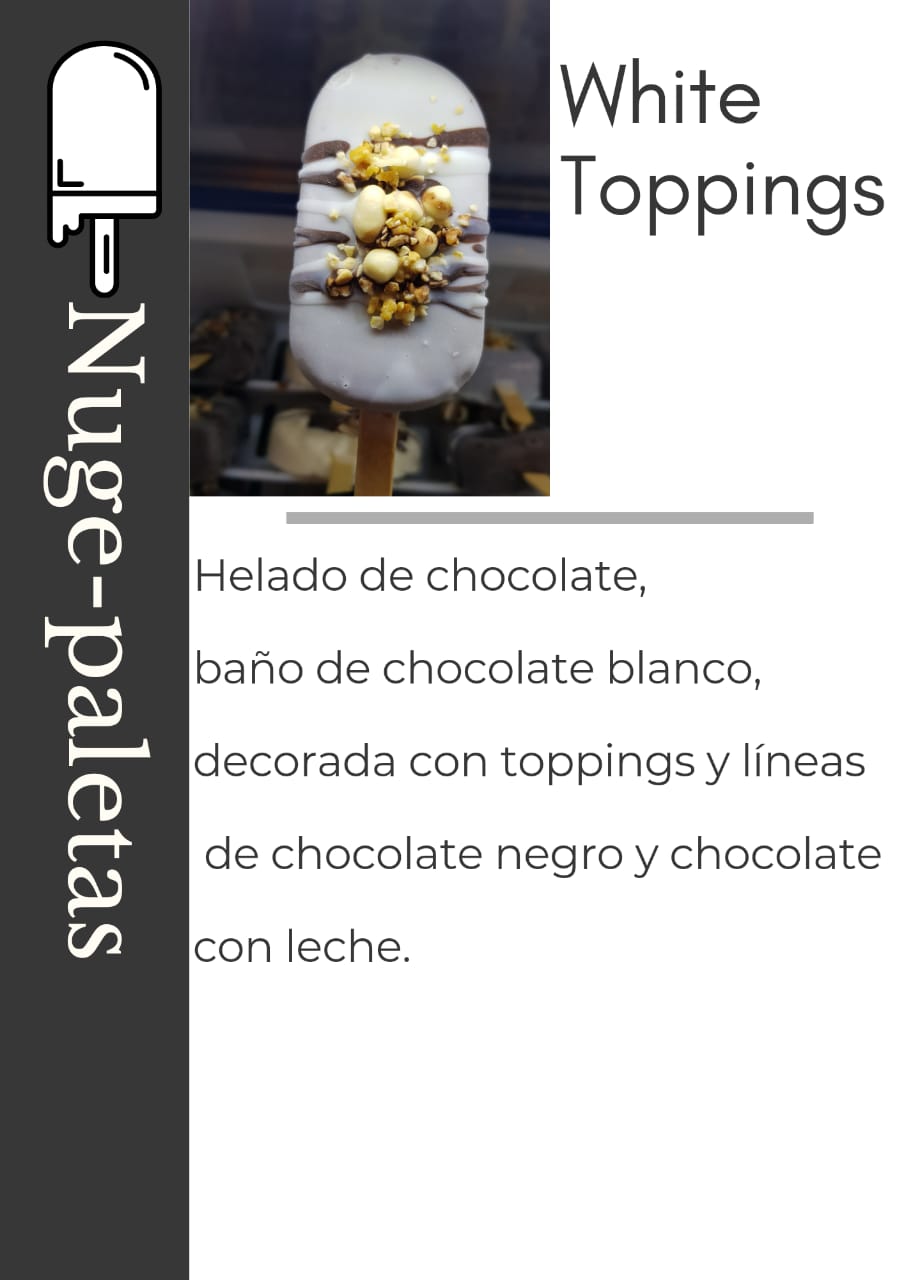 Nuge-paletas
White
Toppings
Helado de chocolate,
baño de chocolate blanco,
decorada con toppings y líneas
de chocolate negro y chocolate
con leche.